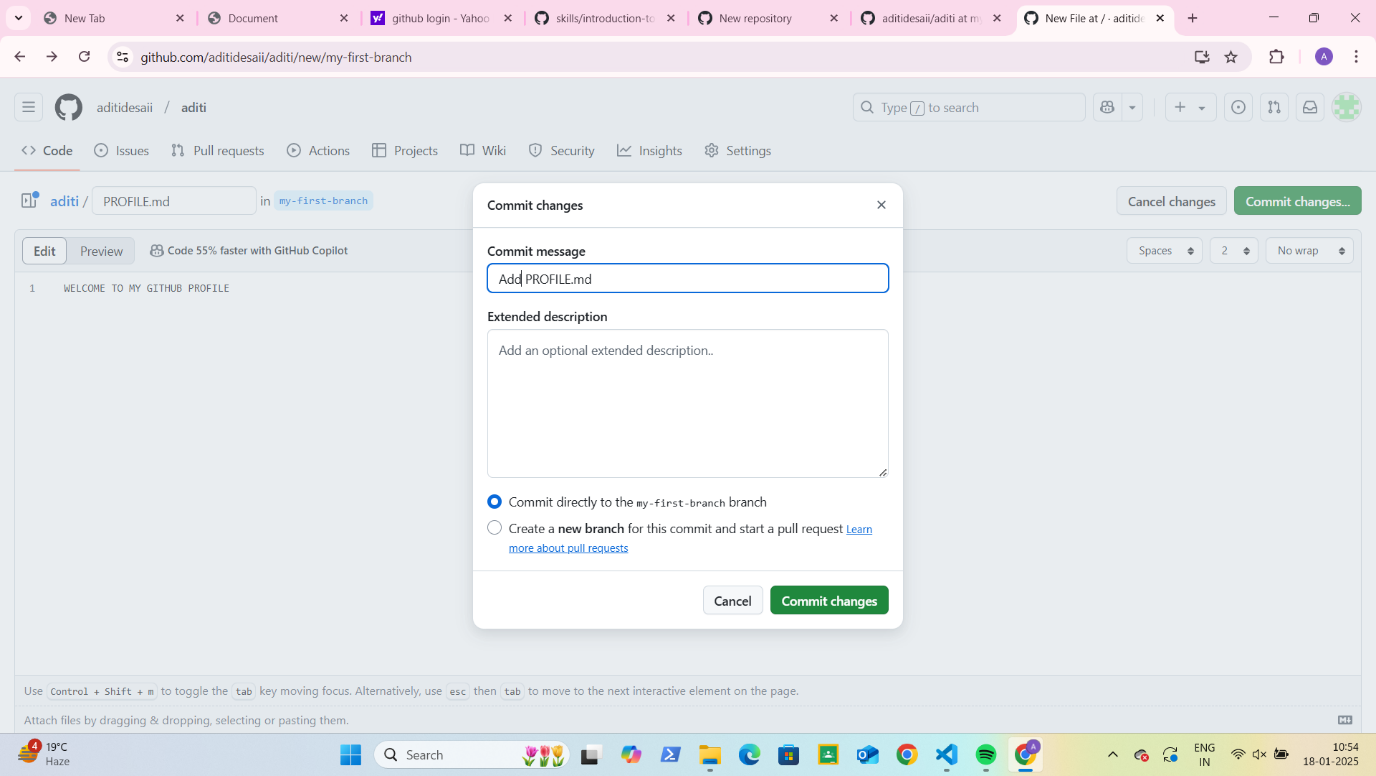 New Tab
Document
github login - Yahoo
skills/introduction-to
New repository
aditidesaii/aditi at my
New File at / · aditide
github.com/aditidesaii/aditi/new/my-first-branch
A
aditidesaii / aditi
Type / to search
Code
Issues
Pull requests
Actions
Projects
Wiki
Security
Insights
Settings
aditi / PROFILE.md in my-first-branch
Cancel changes
Commit changes...
Edit
Preview
Code 55% faster with GitHub Copilot
Spaces
2
No wrap
1 WELCOME TO MY GITHUB PROFILE
Commit changes
Commit message
Add PROFILE.md
Extended description
Add an optional extended description..
Commit directly to the my-first-branch branch
Create a new branch for this commit and start a pull request Learn
more about pull requests
Cancel
Commit changes
Use Control + Shift + m to toggle the tab key moving focus. Alternatively, use esc then tab to move to the next interactive element on the page.
Attach files by dragging & dropping, selecting or pasting them.
4
19°C
Haze
Search
A
ENG
IN
10:54
18-01-2025